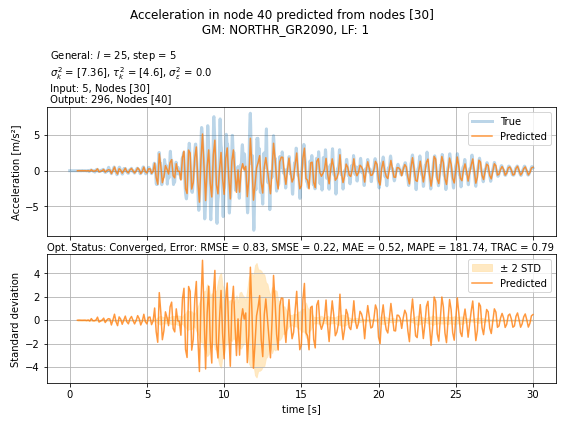 Acceleration in node 40 predicted from nodes [30]
GM: NORTHR_GR2090, LF: 1
General: l = 25, step = 5
σ²ₖ = [7.36], τ²ₖ = [4.6], σ²ε = 0.0
Input: 5, Nodes [30]
Output: 296, Nodes [40]
Acceleration [m/s²]
5
0
−5
True
Predicted
Opt. Status: Converged, Error: RMSE = 0.83, SMSE = 0.22, MAE = 0.52, MAPE = 181.74, TRAC = 0.79
Standard deviation
4
2
0
−2
−4
± 2 STD
Predicted
0 5 10 15 20 25 30
time [s]